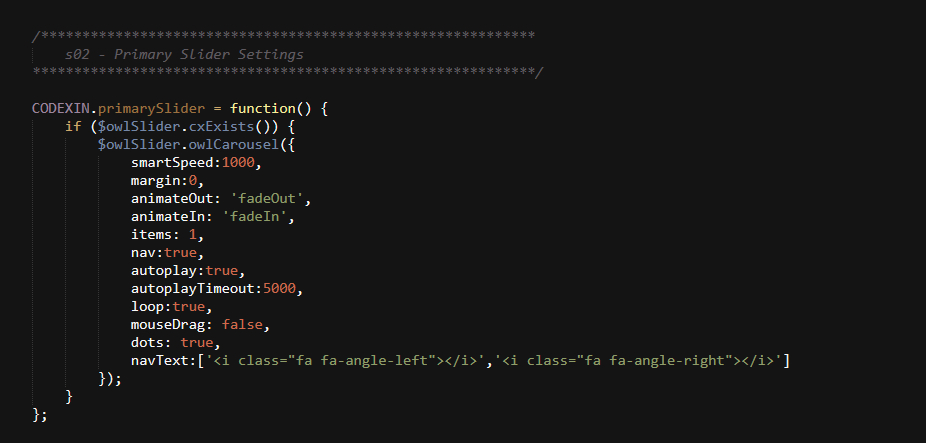 /************************************************************
    s02 - Primary Slider Settings
*************************************************************/
CODEXIN.primarySlider = function() {
    if ($owlSlider.cxExists()) {
        $owlSlider.owlCarousel({
            smartSpeed:1000,
            margin:0,
            animateOut: 'fadeOut',
            animateIn: 'fadeIn',
            items: 1,
            nav:true,
            autoplay:true,
            autoplayTimeout:5000,
            loop:true,
            mouseDrag: false,
            dots: true,
            navText:['<i class="fa fa-angle-left"></i>','<i class="fa fa-angle-right"></i>']
        });
    }
};